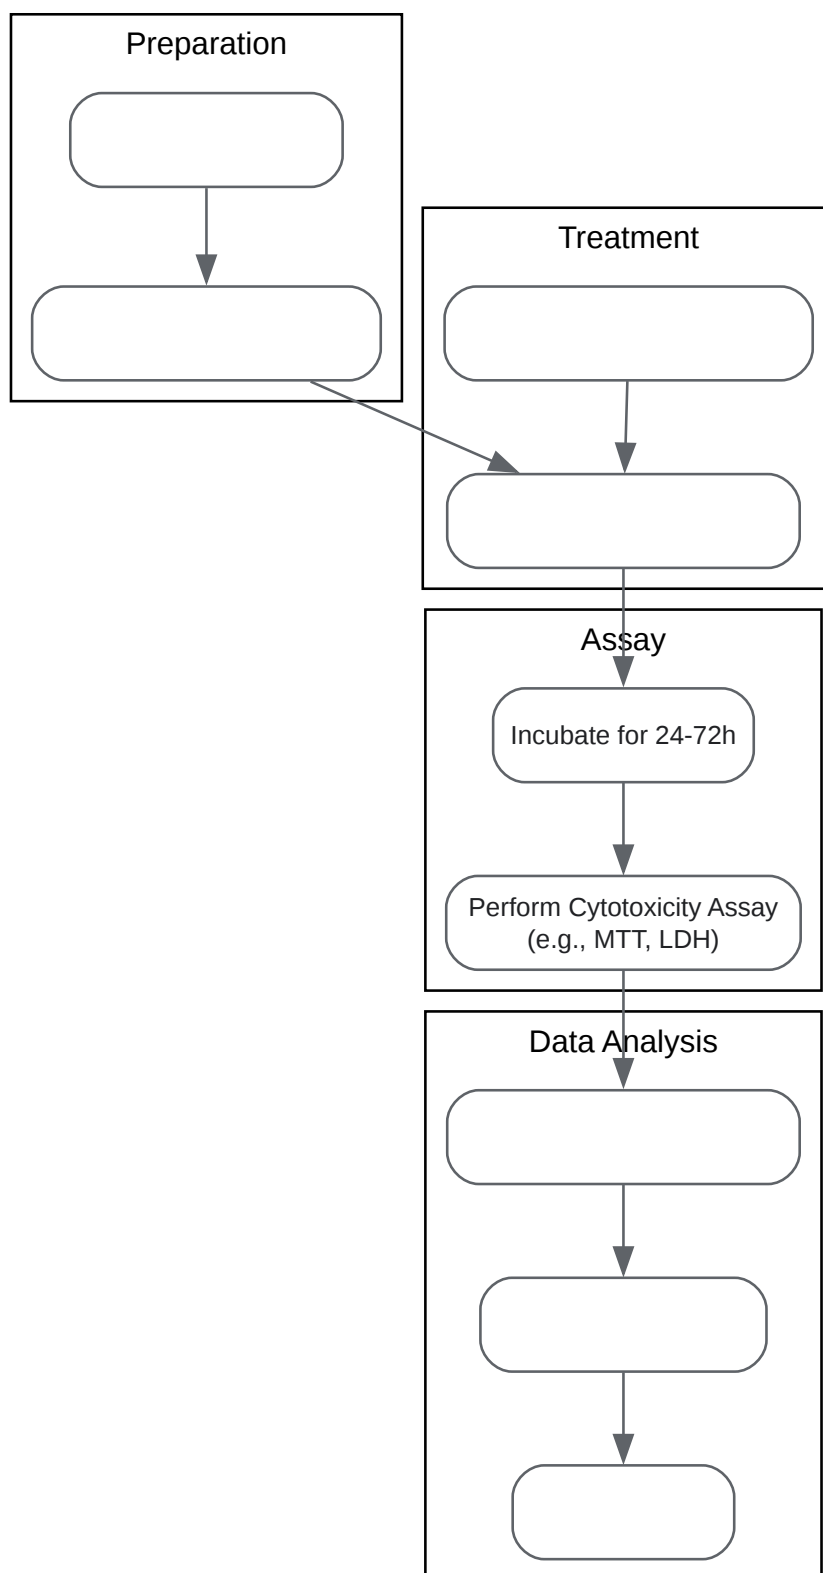 Preparation
Treatment
Assay
Incubate for 24-72h
Perform Cytotoxicity Assay
(e.g., MTT, LDH)
Data Analysis